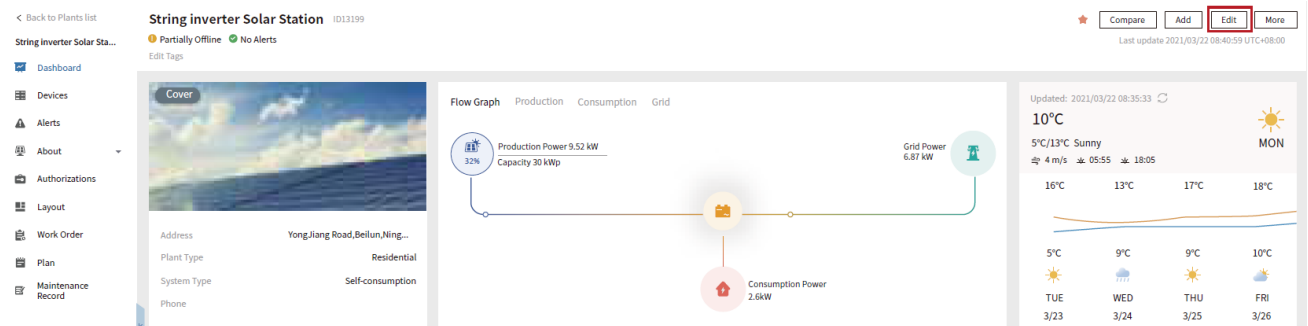 Back to Plants list
String inverter Solar Sta...
Dashboard
Devices
Alerts
About
Authorizations
Layout
Work Order
Plan
Maintenance
Record
String inverter Solar Station ID13199
Partially Offline No Alerts
Edit Tags
Compare Add Edit More
Last update 2021/03/22 08:40:59 UTC+08:00
Cover
Address YongJiang Road,Beilun,Ning...
Plant Type Residential
System Type Self-consumption
Phone
Flow Graph Production Consumption Grid
32%
Production Power 9.52 kW
Capacity 30 kWp
Grid Power
6.87 kW
Consumption Power
2.6kW
Updated: 2021/03/22 08:35:33
10°C
5°C/13°C Sunny
MON
4 m/s 05:55 18:05
16°C 13°C 17°C 18°C
5°C 9°C 9°C 10°C
TUE WED THU FRI
3/23 3/24 3/25 3/26